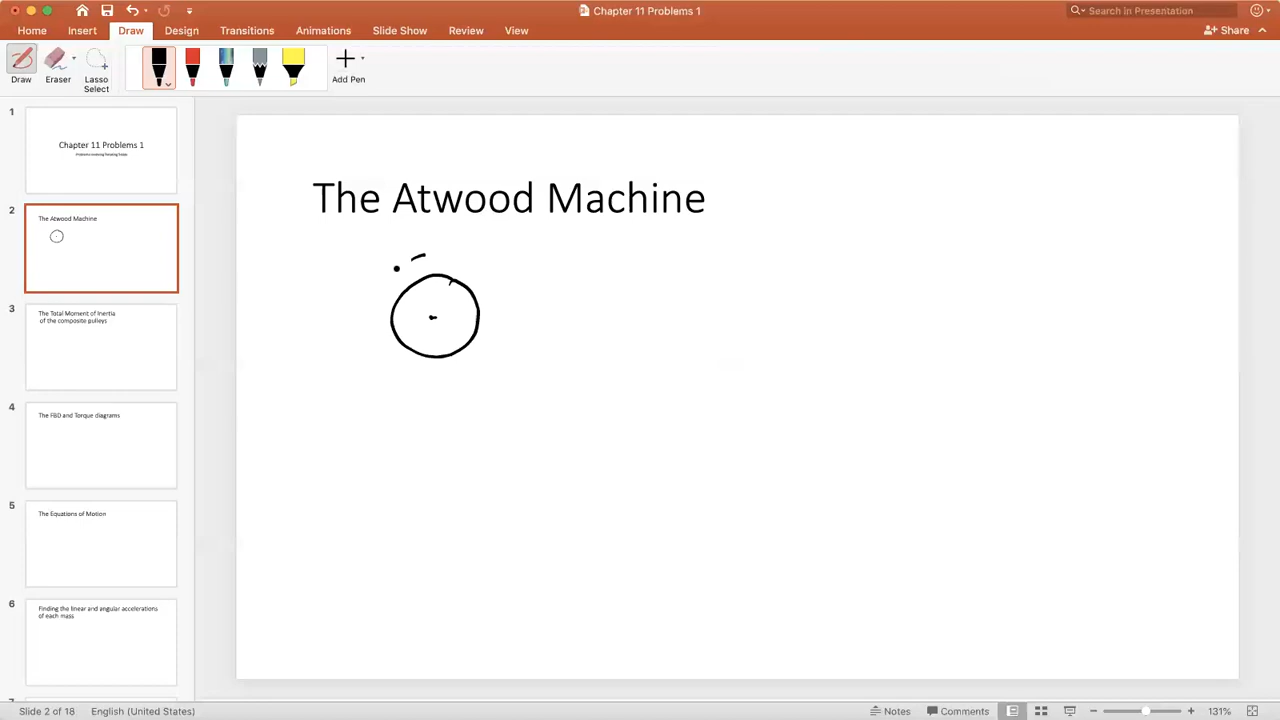 Chapter 11 Problems 1
Search in Presentation
Home Insert Draw Design Transitions Animations Slide Show Review View
Share
Draw Eraser Lasso Select Add Pen
1
Chapter 11 Problems 1
2
The Atwood Machine
3
The Total Moment of Inertia
of the composite pulleys
4
The FBD and Torque diagrams
5
The Equations of Motion
6
Finding the linear and angular accelerations
of each mass
The Atwood Machine
Slide 2 of 18 English (United States) Notes Comments 131%